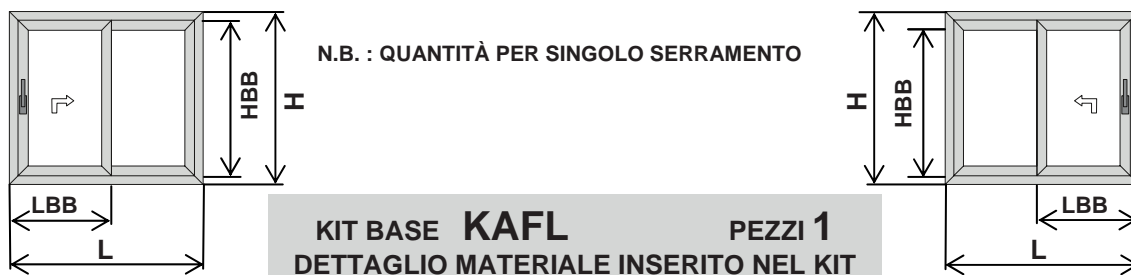 N.B. : QUANTITÀ PER SINGOLO SERRAMENTO
HBB
H
LBB
L
H
HBB
LBB
L
KIT BASE KAFL PEZZI 1
DETTAGLIO MATERIALE INSERITO NEL KIT